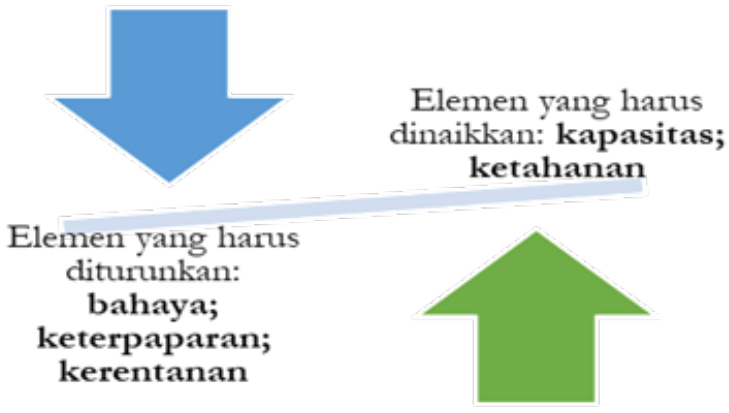 Elemen yang harus
dinaikkan: kapasitas;
ketahanan
Elemen yang harus
diturunkan:
bahaya;
keterpaparan;
kerentanan